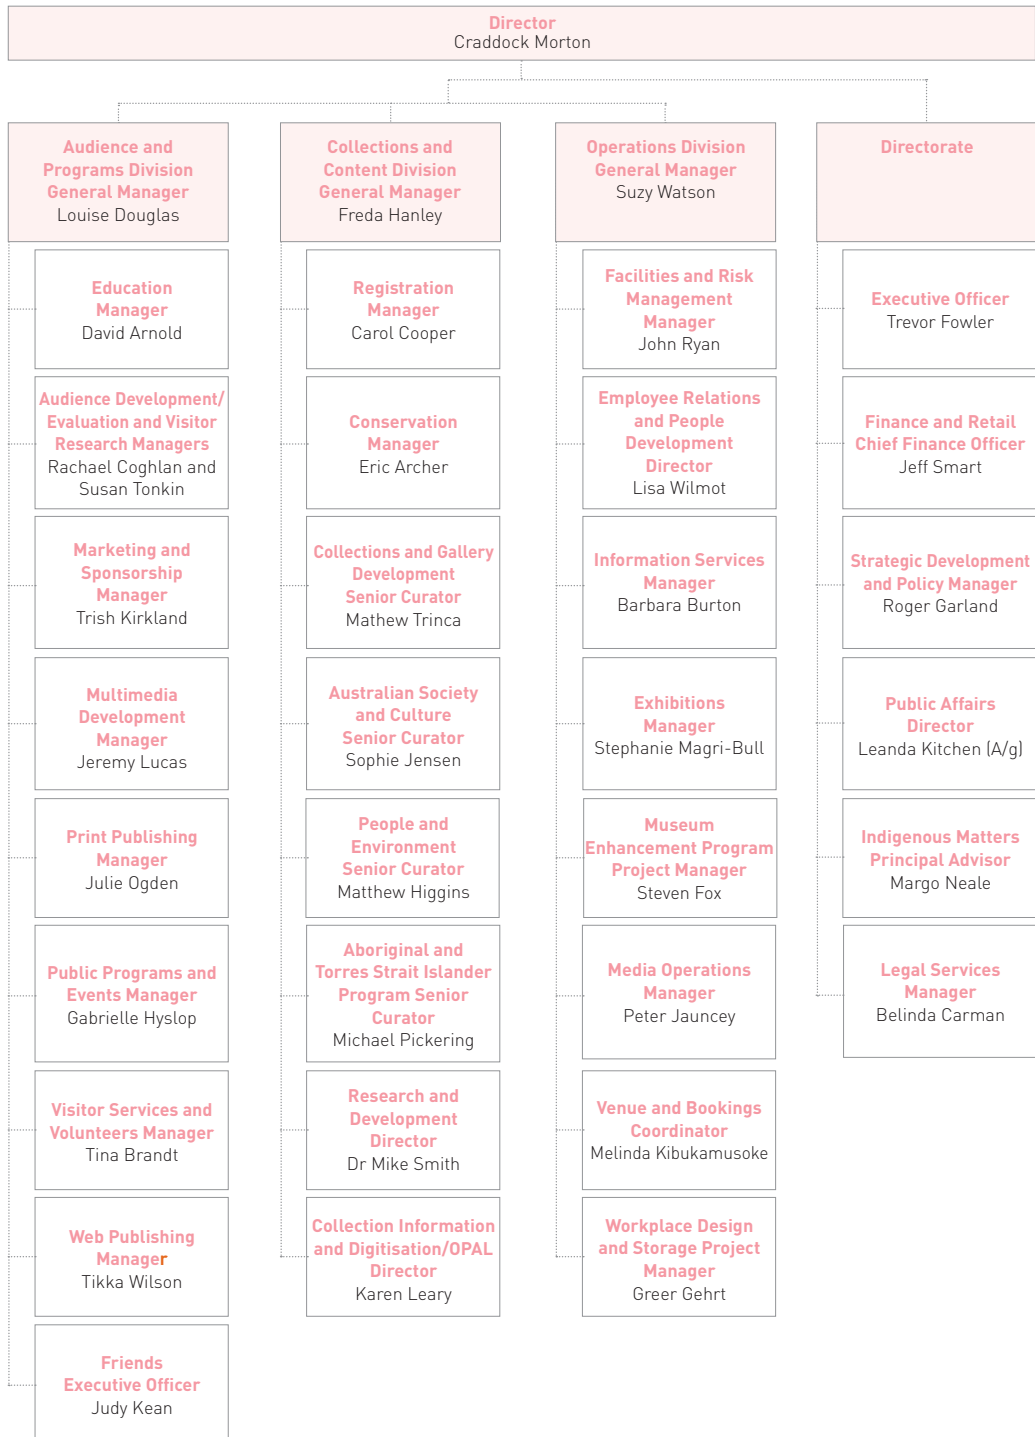 Director
Craddock Morton
Audience and
Programs Division
General Manager
Louise Douglas
Education
Manager
David Arnold
Audience Development/
Evaluation and Visitor
Research Managers
Rachael Coghlan and
Susan Tonkin
Marketing and
Sponsorship
Manager
Trish Kirkland
Multimedia
Development
Manager
Jeremy Lucas
Print Publishing
Manager
Julie Ogden
Public Programs and
Events Manager
Gabrielle Hyslop
Visitor Services and
Volunteers Manager
Tina Brandt
Web Publishing
Manager
Tikka Wilson
Friends
Executive Officer
Judy Kean
Collections and
Content Division
General Manager
Freda Hanley
Registration
Manager
Carol Cooper
Conservation
Manager
Eric Archer
Collections and Gallery
Development
Senior Curator
Mathew Trinca
Australian Society
and Culture
Senior Curator
Sophie Jensen
People and
Environment
Senior Curator
Matthew Higgins
Aboriginal and
Torres Strait Islander
Program Senior
Curator
Michael Pickering
Research and
Development
Director
Dr Mike Smith
Collection Information
and Digitisation/OPAL
Director
Karen Leary
Operations Division
General Manager
Suzy Watson
Facilities and Risk
Management
Manager
John Ryan
Employee Relations
and People
Development
Director
Lisa Wilmot
Information Services
Manager
Barbara Burton
Exhibitions
Manager
Stephanie Magri-Bull
Museum
Enhancement Program
Project Manager
Steven Fox
Media Operations
Manager
Peter Jauncey
Venue and Bookings
Coordinator
Melinda Kibukamusoke
Workplace Design
and Storage Project
Manager
Greer Gehrt
Directorate
Executive Officer
Trevor Fowler
Finance and Retail
Chief Finance Officer
Jeff Smart
Strategic Development
and Policy Manager
Roger Garland
Public Affairs
Director
Leanda Kitchen (A/g)
Indigenous Matters
Principal Advisor
Margo Neale
Legal Services
Manager
Belinda Carman